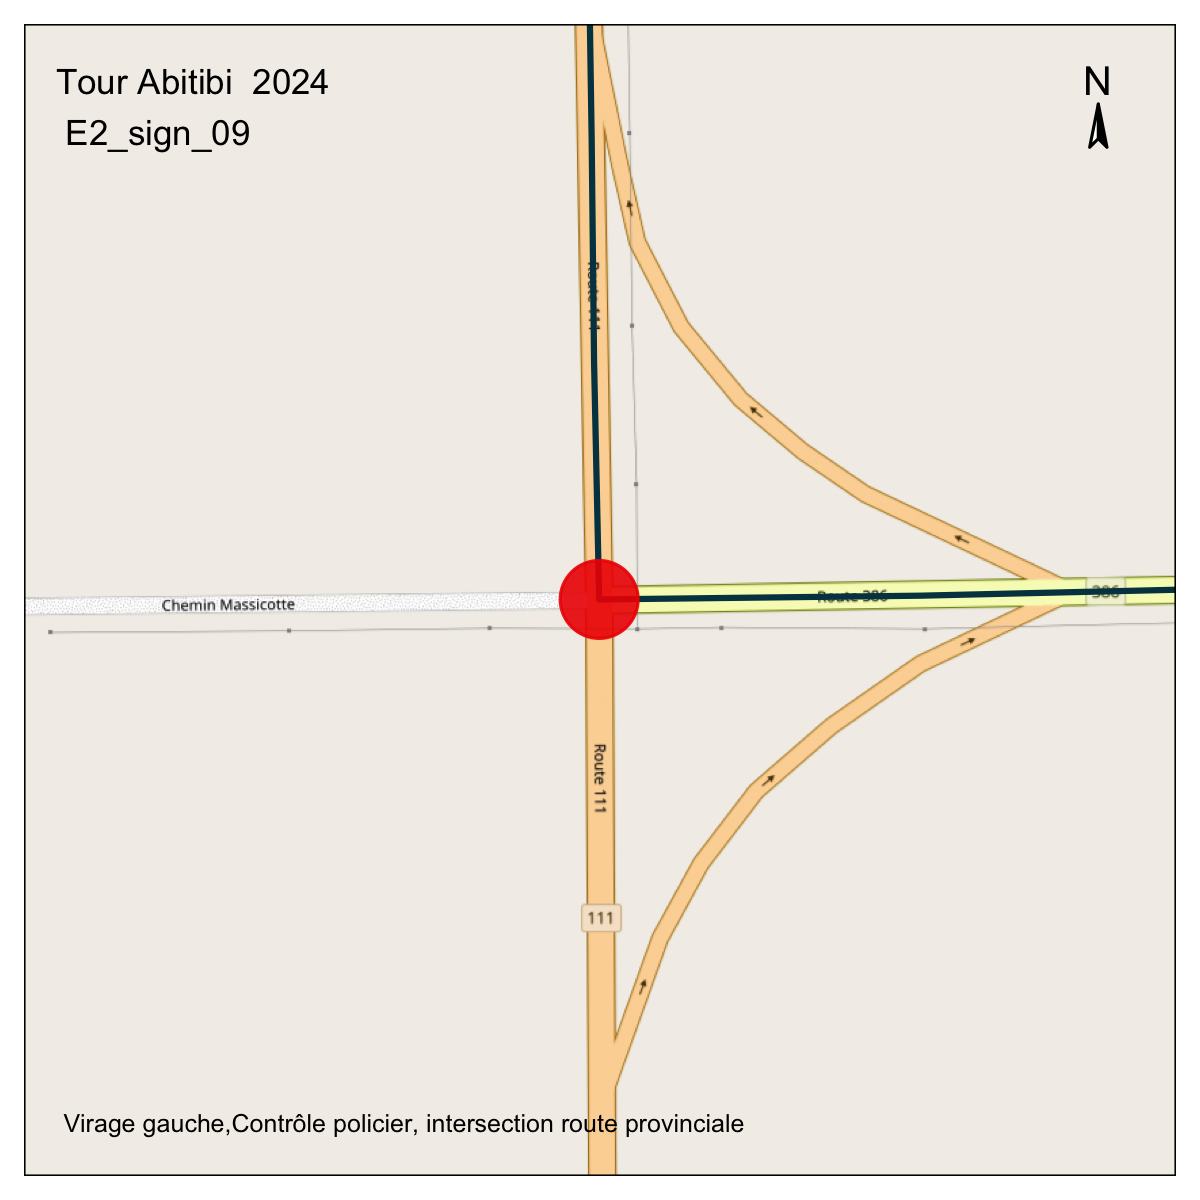 Tour Abitibi  2024
E2_sign_09
N
Route 111
Chemin Massicotte
Route 386
386
Route 111
111
Virage gauche,Contrôle policier, intersection route provinciale